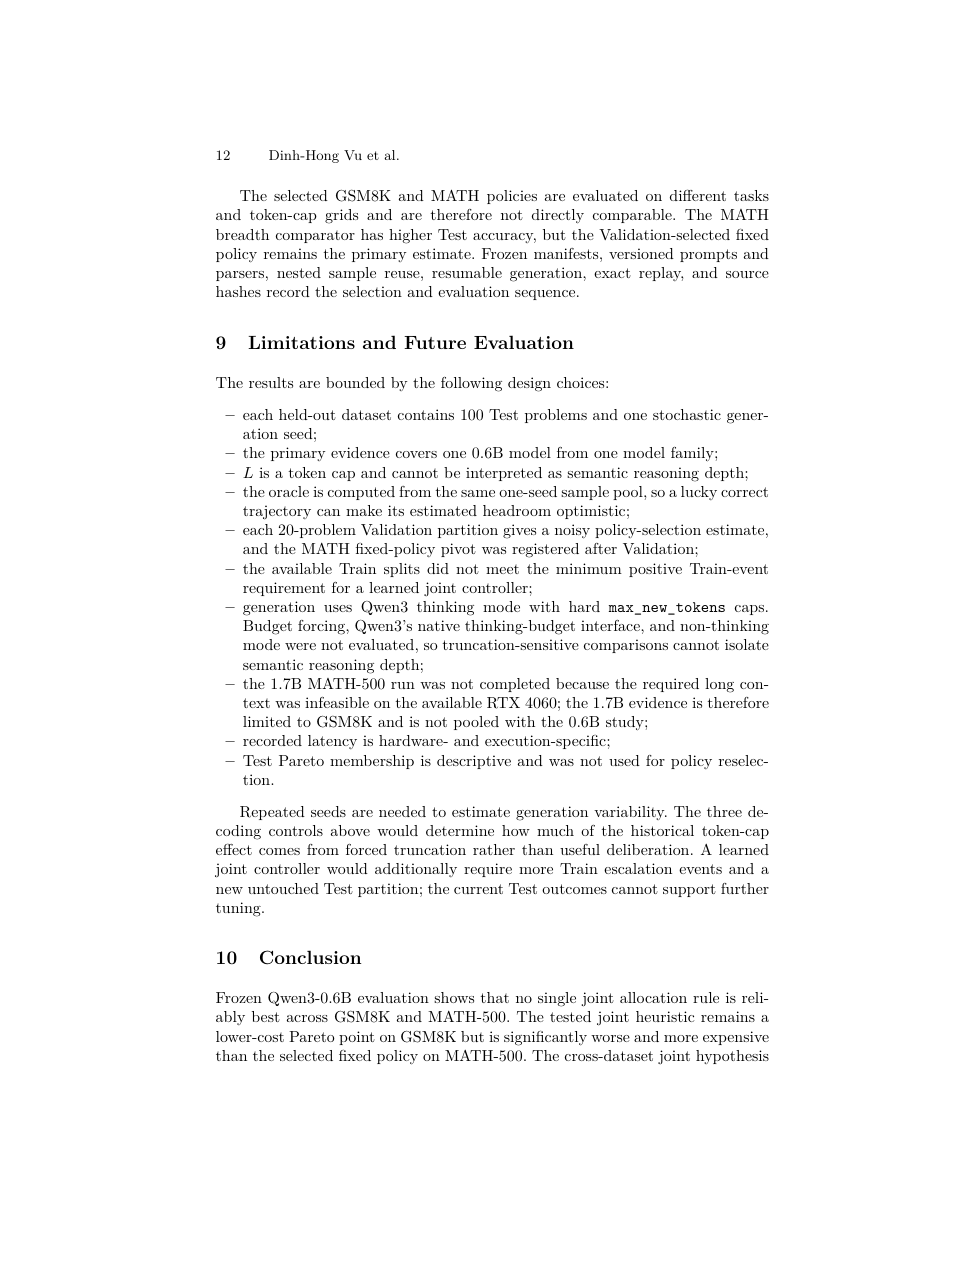 12 Dinh-Hong Vu et al.
The selected GSM8K and MATH policies are evaluated on different tasks
and token-cap grids and are therefore not directly comparable. The MATH
breadth comparator has higher Test accuracy, but the Validation-selected fixed
policy remains the primary estimate. Frozen manifests, versioned prompts and
parsers, nested sample reuse, resumable generation, exact replay, and source
hashes record the selection and evaluation sequence.
9 Limitations and Future Evaluation
The results are bounded by the following design choices:
– each held-out dataset contains 100 Test problems and one stochastic gener-
ation seed;
– the primary evidence covers one 0.6B model from one model family;
– L is a token cap and cannot be interpreted as semantic reasoning depth;
– the oracle is computed from the same one-seed sample pool, so a lucky correct
trajectory can make its estimated headroom optimistic;
– each 20-problem Validation partition gives a noisy policy-selection estimate,
and the MATH fixed-policy pivot was registered after Validation;
– the available Train splits did not meet the minimum positive Train-event
requirement for a learned joint controller;
– generation uses Qwen3 thinking mode with hard max_new_tokens caps.
Budget forcing, Qwen3's native thinking-budget interface, and non-thinking
mode were not evaluated, so truncation-sensitive comparisons cannot isolate
semantic reasoning depth;
– the 1.7B MATH-500 run was not completed because the required long con-
text was infeasible on the available RTX 4060; the 1.7B evidence is therefore
limited to GSM8K and is not pooled with the 0.6B study;
– recorded latency is hardware- and execution-specific;
– Test Pareto membership is descriptive and was not used for policy reselec-
tion.
Repeated seeds are needed to estimate generation variability. The three de-
coding controls above would determine how much of the historical token-cap
effect comes from forced truncation rather than useful deliberation. A learned
joint controller would additionally require more Train escalation events and a
new untouched Test partition; the current Test outcomes cannot support further
tuning.
10 Conclusion
Frozen Qwen3-0.6B evaluation shows that no single joint allocation rule is reli-
ably best across GSM8K and MATH-500. The tested joint heuristic remains a
lower-cost Pareto point on GSM8K but is significantly worse and more expensive
than the selected fixed policy on MATH-500. The cross-dataset joint hypothesis